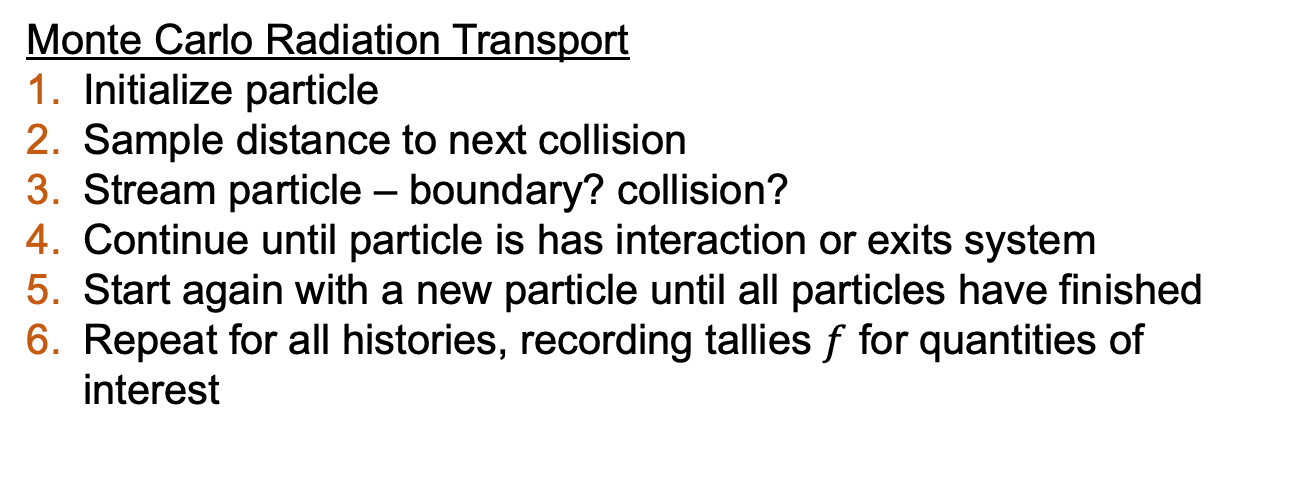 Monte Carlo Radiation Transport
1. Initialize particle
2. Sample distance to next collision
3. Stream particle – boundary? collision?
4. Continue until particle is has interaction or exits system
5. Start again with a new particle until all particles have finished
6. Repeat for all histories, recording tallies 𝑓 for quantities of
interest